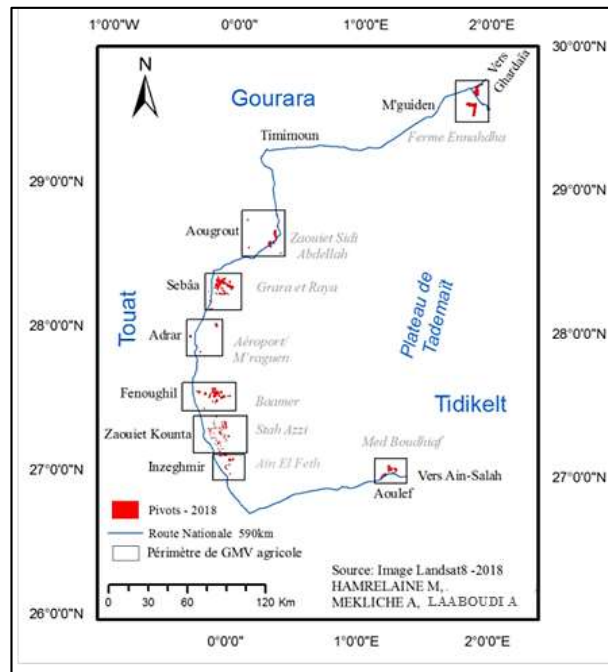 1°0'0"W 0°0'0" 1°0'0"E 2°0'0"E
30°0'0"N
N
Gourara
Vers
Ghardaïa
M'guiden
Ferme Ennahdha
Timimoun
29°0'0"N 29°0'0"N
Aougrout
Zaouiet Sidi
Abdellah
Sebâa
Grara et Raya
Touat
28°0'0"N 28°0'0"N
Adrar
Aéroport/
M'raguen
Plateau de
Tademaït
Fenoughil
Baamer
Tidikelt
Zaouiet Kounta
Stah Azzi
Inzeghmir
Ain El Feth
Med Boudhiaf
27°0'0"N 27°0'0"N
Vers Ain-Salah
Aoulef
Pivots - 2018
Route Nationale 590km
Périmètre de GMV agricole
Source: Image Landsat8 -2018
HAMRELAINE M,
MEKLICHE A, LAABOUDI A
0 30 60 120 Km
26°0'0"N 26°0'0"N
0°0'0" 1°0'0"E 2°0'0"E